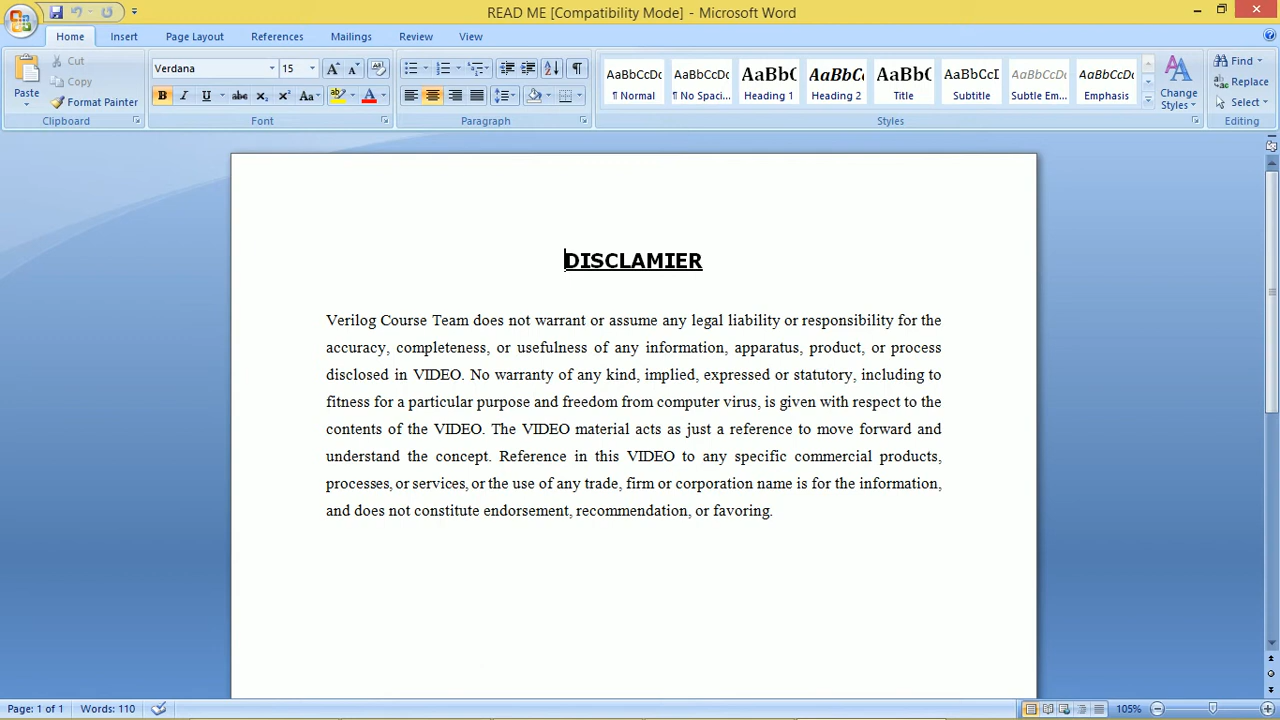 READ ME [Compatibility Mode] - Microsoft Word
Home Insert Page Layout References Mailings Review View
Paste
Cut
Copy
Format Painter
Clipboard
Verdana 15
Font
Paragraph
AaBbCcDc AaBbCcDc AaBbC AaBbCc AaBbC AaBbCcI AaBbCcDc AaBbCcDc
¶ Normal ¶ No Spaci... Heading 1 Heading 2 Title Subtitle Subtle Em... Emphasis
Change Styles
Styles
Find
Replace
Select
Editing
DISCLAMIER
Verilog Course Team does not warrant or assume any legal liability or responsibility for the
accuracy, completeness, or usefulness of any information, apparatus, product, or process
disclosed in VIDEO. No warranty of any kind, implied, expressed or statutory, including to
fitness for a particular purpose and freedom from computer virus, is given with respect to the
contents of the VIDEO. The VIDEO material acts as just a reference to move forward and
understand the concept. Reference in this VIDEO to any specific commercial products,
processes, or services, or the use of any trade, firm or corporation name is for the information,
and does not constitute endorsement, recommendation, or favoring.
Page: 1 of 1 Words: 110 105%